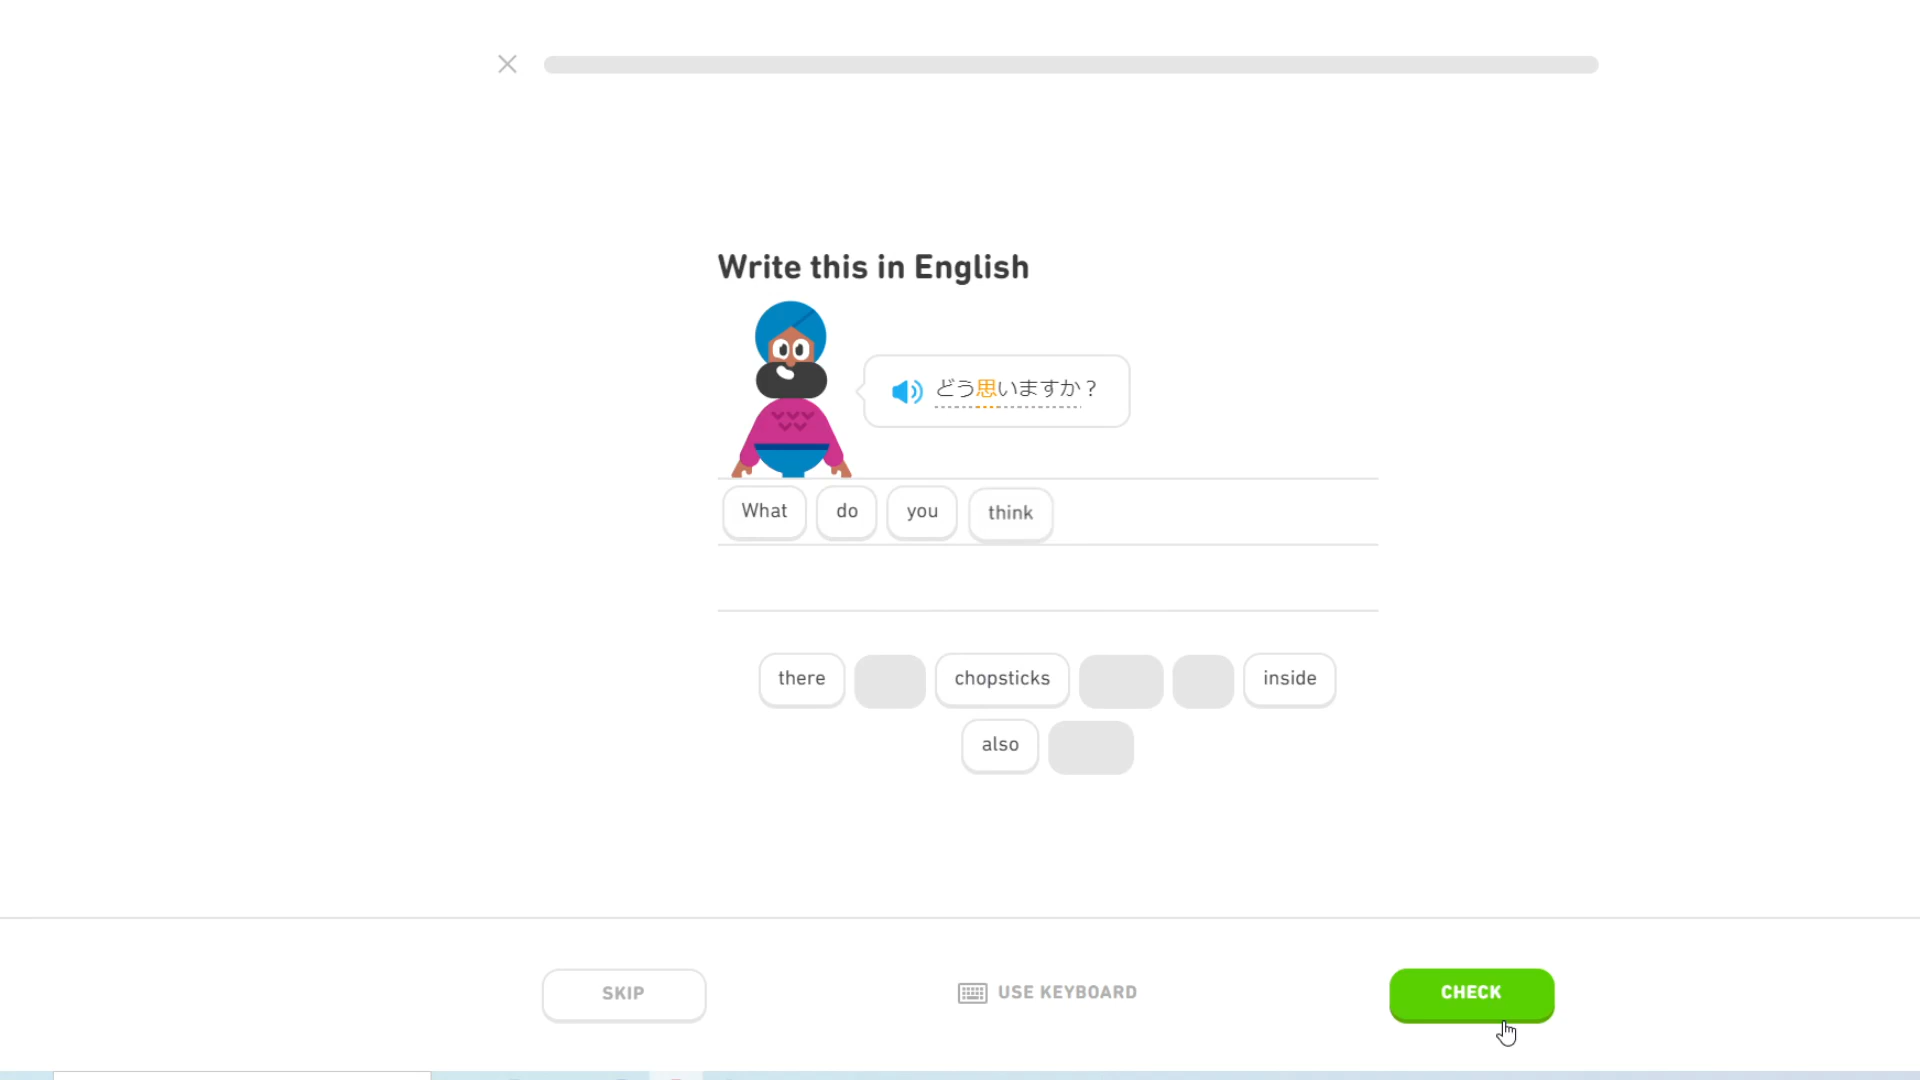 Write this in English
どう思いますか？
What do you think
there chopsticks inside
also
SKIP USE KEYBOARD CHECK